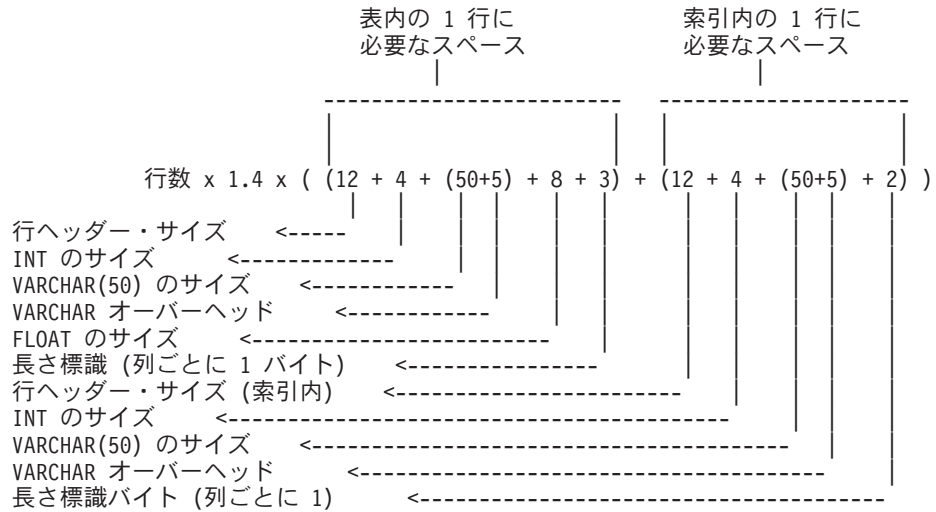 表内の 1 行に 索引内の 1 行に
必要なスペース 必要なスペース
行数 x 1.4 x ( (12 + 4 + (50+5) + 8 + 3) + (12 + 4 + (50+5) + 2) )
行ヘッダー・サイズ <-----
INT のサイズ <-------------
VARCHAR(50) のサイズ <------------
VARCHAR オーバーヘッド <------------
FLOAT のサイズ <-------------------------
長さ標識 (列ごとに 1 バイト) <----------------
行ヘッダー・サイズ (索引内) <------------------------
INT のサイズ <------------------------------------------
VARCHAR(50) のサイズ <----------------------------------------
VARCHAR オーバーヘッド <---------------------------------------
長さ標識バイト (列ごとに 1) <---------------------------------------